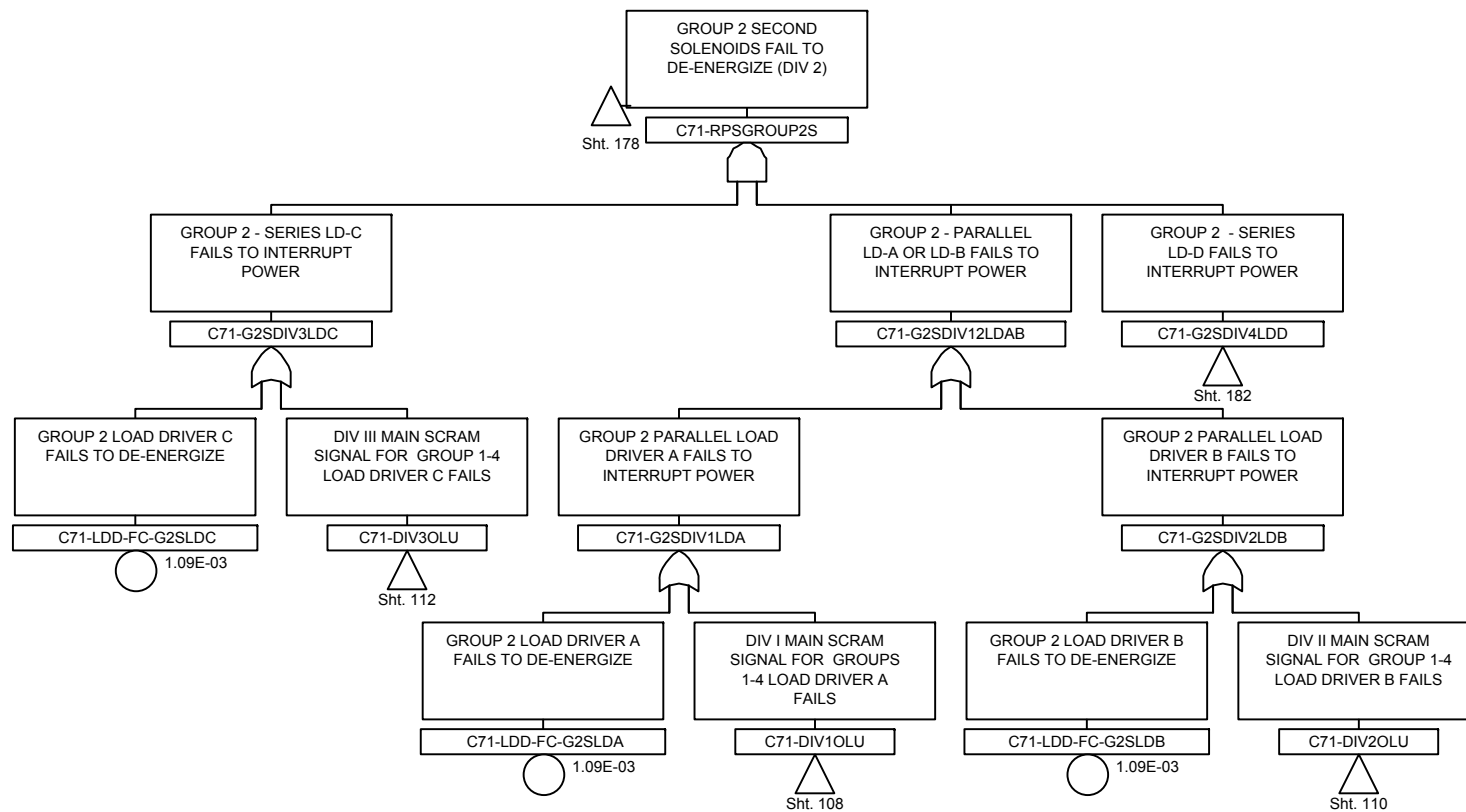 GROUP 2 SECOND
SOLENOIDS FAIL TO
DE-ENERGIZE (DIV 2)
Sht. 178
C71-RPSGROUP2S
GROUP 2 - SERIES LD-C
FAILS TO INTERRUPT
POWER
C71-G2SDIV3LDC
GROUP 2 - PARALLEL
LD-A OR LD-B FAILS TO
INTERRUPT POWER
C71-G2SDIV12LDAB
GROUP 2  - SERIES
LD-D FAILS TO
INTERRUPT POWER
C71-G2SDIV4LDD
Sht. 182
GROUP 2 LOAD DRIVER C
FAILS TO DE-ENERGIZE
C71-LDD-FC-G2SLDC
1.09E-03
DIV III MAIN SCRAM
SIGNAL FOR  GROUP 1-4
LOAD DRIVER C FAILS
C71-DIV3OLU
Sht. 112
GROUP 2 PARALLEL LOAD
DRIVER A FAILS TO
INTERRUPT POWER
C71-G2SDIV1LDA
GROUP 2 PARALLEL LOAD
DRIVER B FAILS TO
INTERRUPT POWER
C71-G2SDIV2LDB
GROUP 2 LOAD DRIVER A
FAILS TO DE-ENERGIZE
C71-LDD-FC-G2SLDA
1.09E-03
DIV I MAIN SCRAM
SIGNAL FOR  GROUPS
1-4 LOAD DRIVER A
FAILS
C71-DIV1OLU
Sht. 108
GROUP 2 LOAD DRIVER B
FAILS TO DE-ENERGIZE
C71-LDD-FC-G2SLDB
1.09E-03
DIV II MAIN SCRAM
SIGNAL FOR  GROUP 1-4
LOAD DRIVER B FAILS
C71-DIV2OLU
Sht. 110